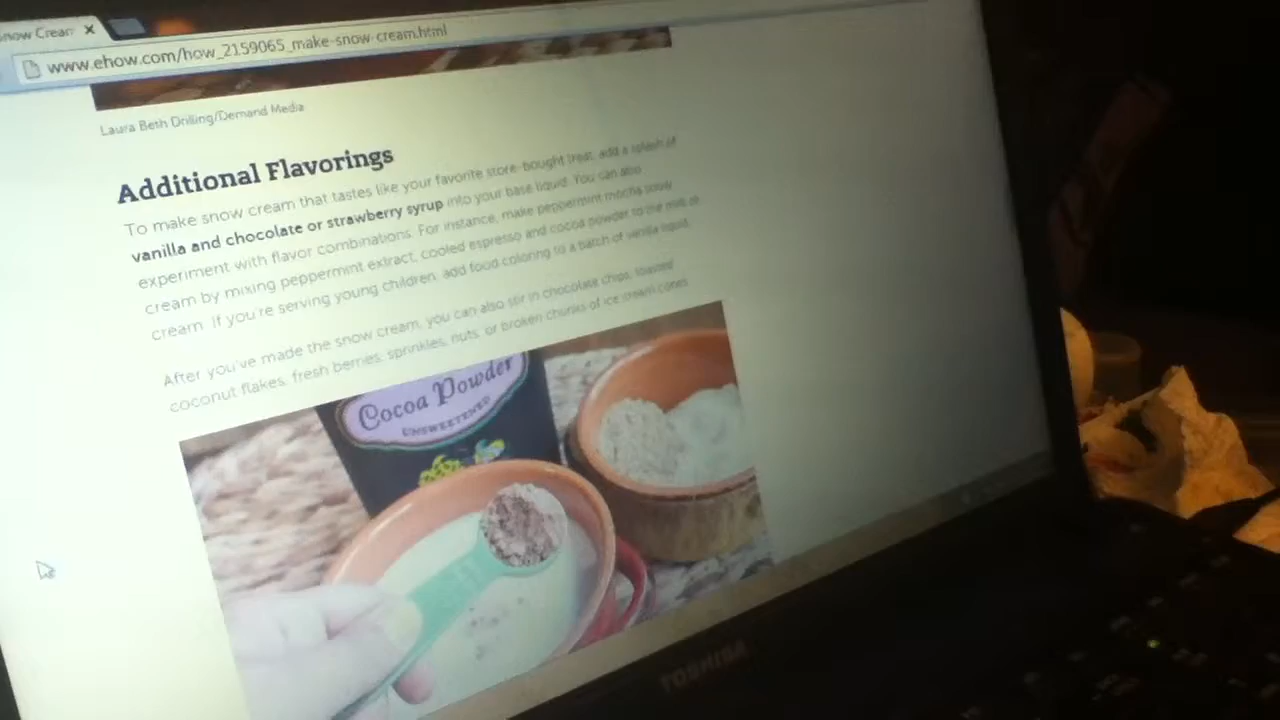 now Cream
www.ehow.com/how_2159065_make-snow-cream.html
Laura Beth Drilling/Demand Media
Additional Flavorings
To make snow cream that tastes like your favorite store-bought treat, add a splash of
vanilla and chocolate or strawberry syrup into your base liquid. You can also
experiment with flavor combinations. For instance, make peppermint mocha snow
cream by mixing peppermint extract, cooled espresso and cocoa powder to the milk or
cream. If you're serving young children, add food coloring to a batch of vanilla liquid.
After you've made the snow cream, you can also stir in chocolate chips, toasted
coconut flakes, fresh berries, sprinkles, nuts, or broken chunks of ice cream cones.
Cocoa Powder
UNSWEETENED
TOSHIBA